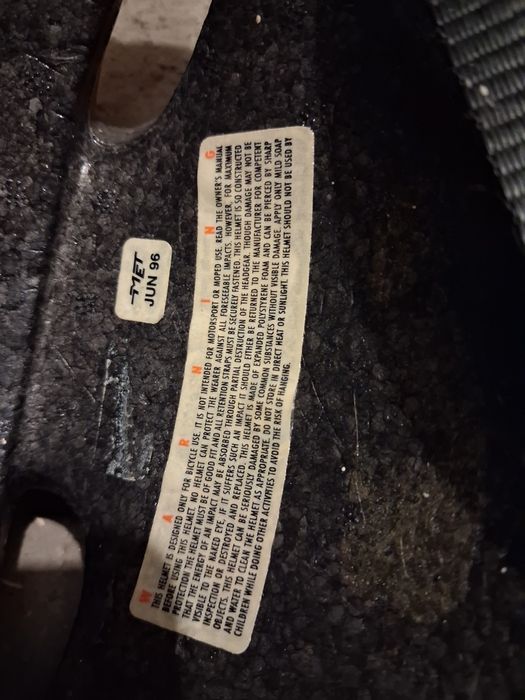 MET
JUN 96
WARNING
THIS HELMET IS DESIGNED ONLY FOR BICYCLE USE. IT IS NOT INTENDED FOR MOTORSPORT OR MOPED USE. READ THE OWNER'S MANUAL
BEFORE USING THIS HELMET. NO HELMET CAN PROTECT THE WEARER AGAINST ALL FORESEEABLE IMPACTS. HOWEVER, FOR MAXIMUM
PROTECTION THE HELMET MUST BE OF GOOD FIT AND ALL RETENTION STRAPS MUST BE SECURELY FASTENED. THIS HELMET IS SO CONSTRUCTED
THAT THE ENERGY OF AN IMPACT MAY BE ABSORBED THROUGH PARTIAL DESTRUCTION OF THE HEADGEAR, THOUGH DAMAGE MAY NOT BE
VISIBLE TO THE NAKED EYE. IF IT SUFFERS SUCH AN IMPACT IT SHOULD EITHER BE RETURNED TO THE MANUFACTURER FOR COMPETENT
INSPECTION OR DESTROYED AND REPLACED. THIS HELMET IS MADE OF EXPANDED POLYSTYRENE FOAM AND CAN BE PIERCED BY SHARP
OBJECTS. THIS HELMET CAN BE SERIOUSLY DAMAGED BY SOME COMMON SUBSTANCES WITHOUT VISIBLE DAMAGE. APPLY ONLY MILD SOAP
AND WATER TO CLEAN THE HELMET AS APPROPRIATE. DO NOT STORE IN DIRECT HEAT OR SUNLIGHT. THIS HELMET SHOULD NOT BE USED BY
CHILDREN WHILE DOING OTHER ACTIVITIES TO AVOID THE RISK OF HANGING.